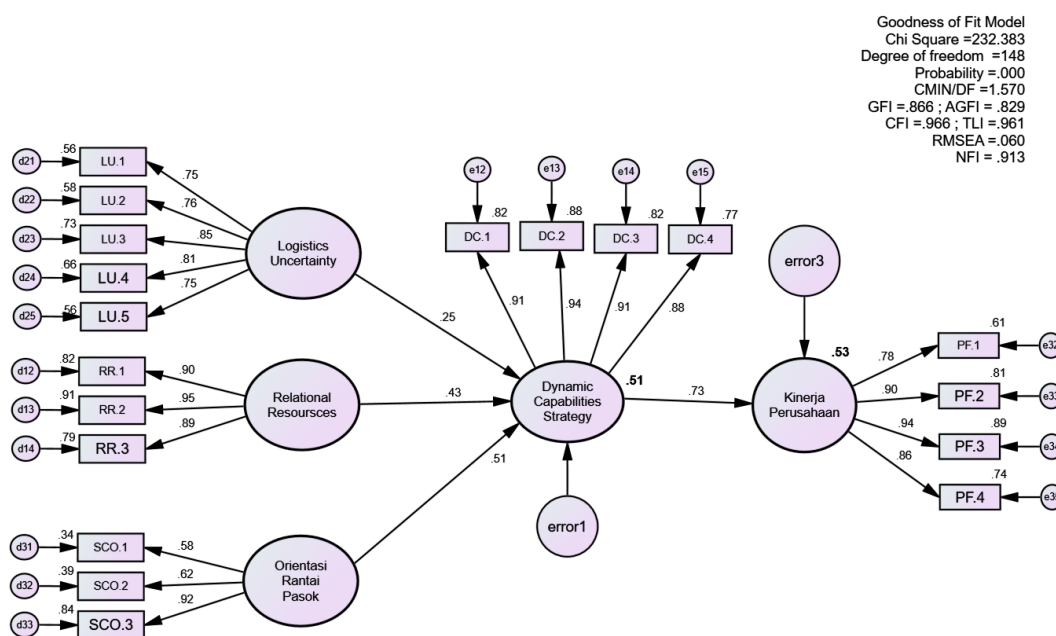 Goodness of Fit Model
Chi Square =232.383
Degree of freedom =148
Probability =.000
CMIN/DF =1.570
GFI =.866 ; AGFI = .829
CFI =.966 ; TLI =.961
RMSEA =.060
NFI = .913
d21
.56
LU.1
.75
d22
.58
LU.2
.76
d23
.73
LU.3
.85
d24
.66
LU.4
.81
d25
.56
LU.5
.75
Logistics
Uncertainty
.25
d12
.82
RR.1
.90
d13
.91
RR.2
.95
d14
.79
RR.3
.89
Relational
Resoursces
.43
d31
.34
SCO.1
.58
d32
.39
SCO.2
.62
d33
.84
SCO.3
.92
Orientasi
Rantai
Pasok
.51
e12
.82
DC.1
.91
e13
.88
DC.2
.94
e14
.82
DC.3
.91
e15
.77
DC.4
.88
Dynamic
Capabilities
Strategy
.51
error1
.73
error3
.53
Kinerja
Perusahaan
.78
.61
PF.1
e32
.90
.81
PF.2
e33
.94
.89
PF.3
e34
.86
.74
PF.4
e35